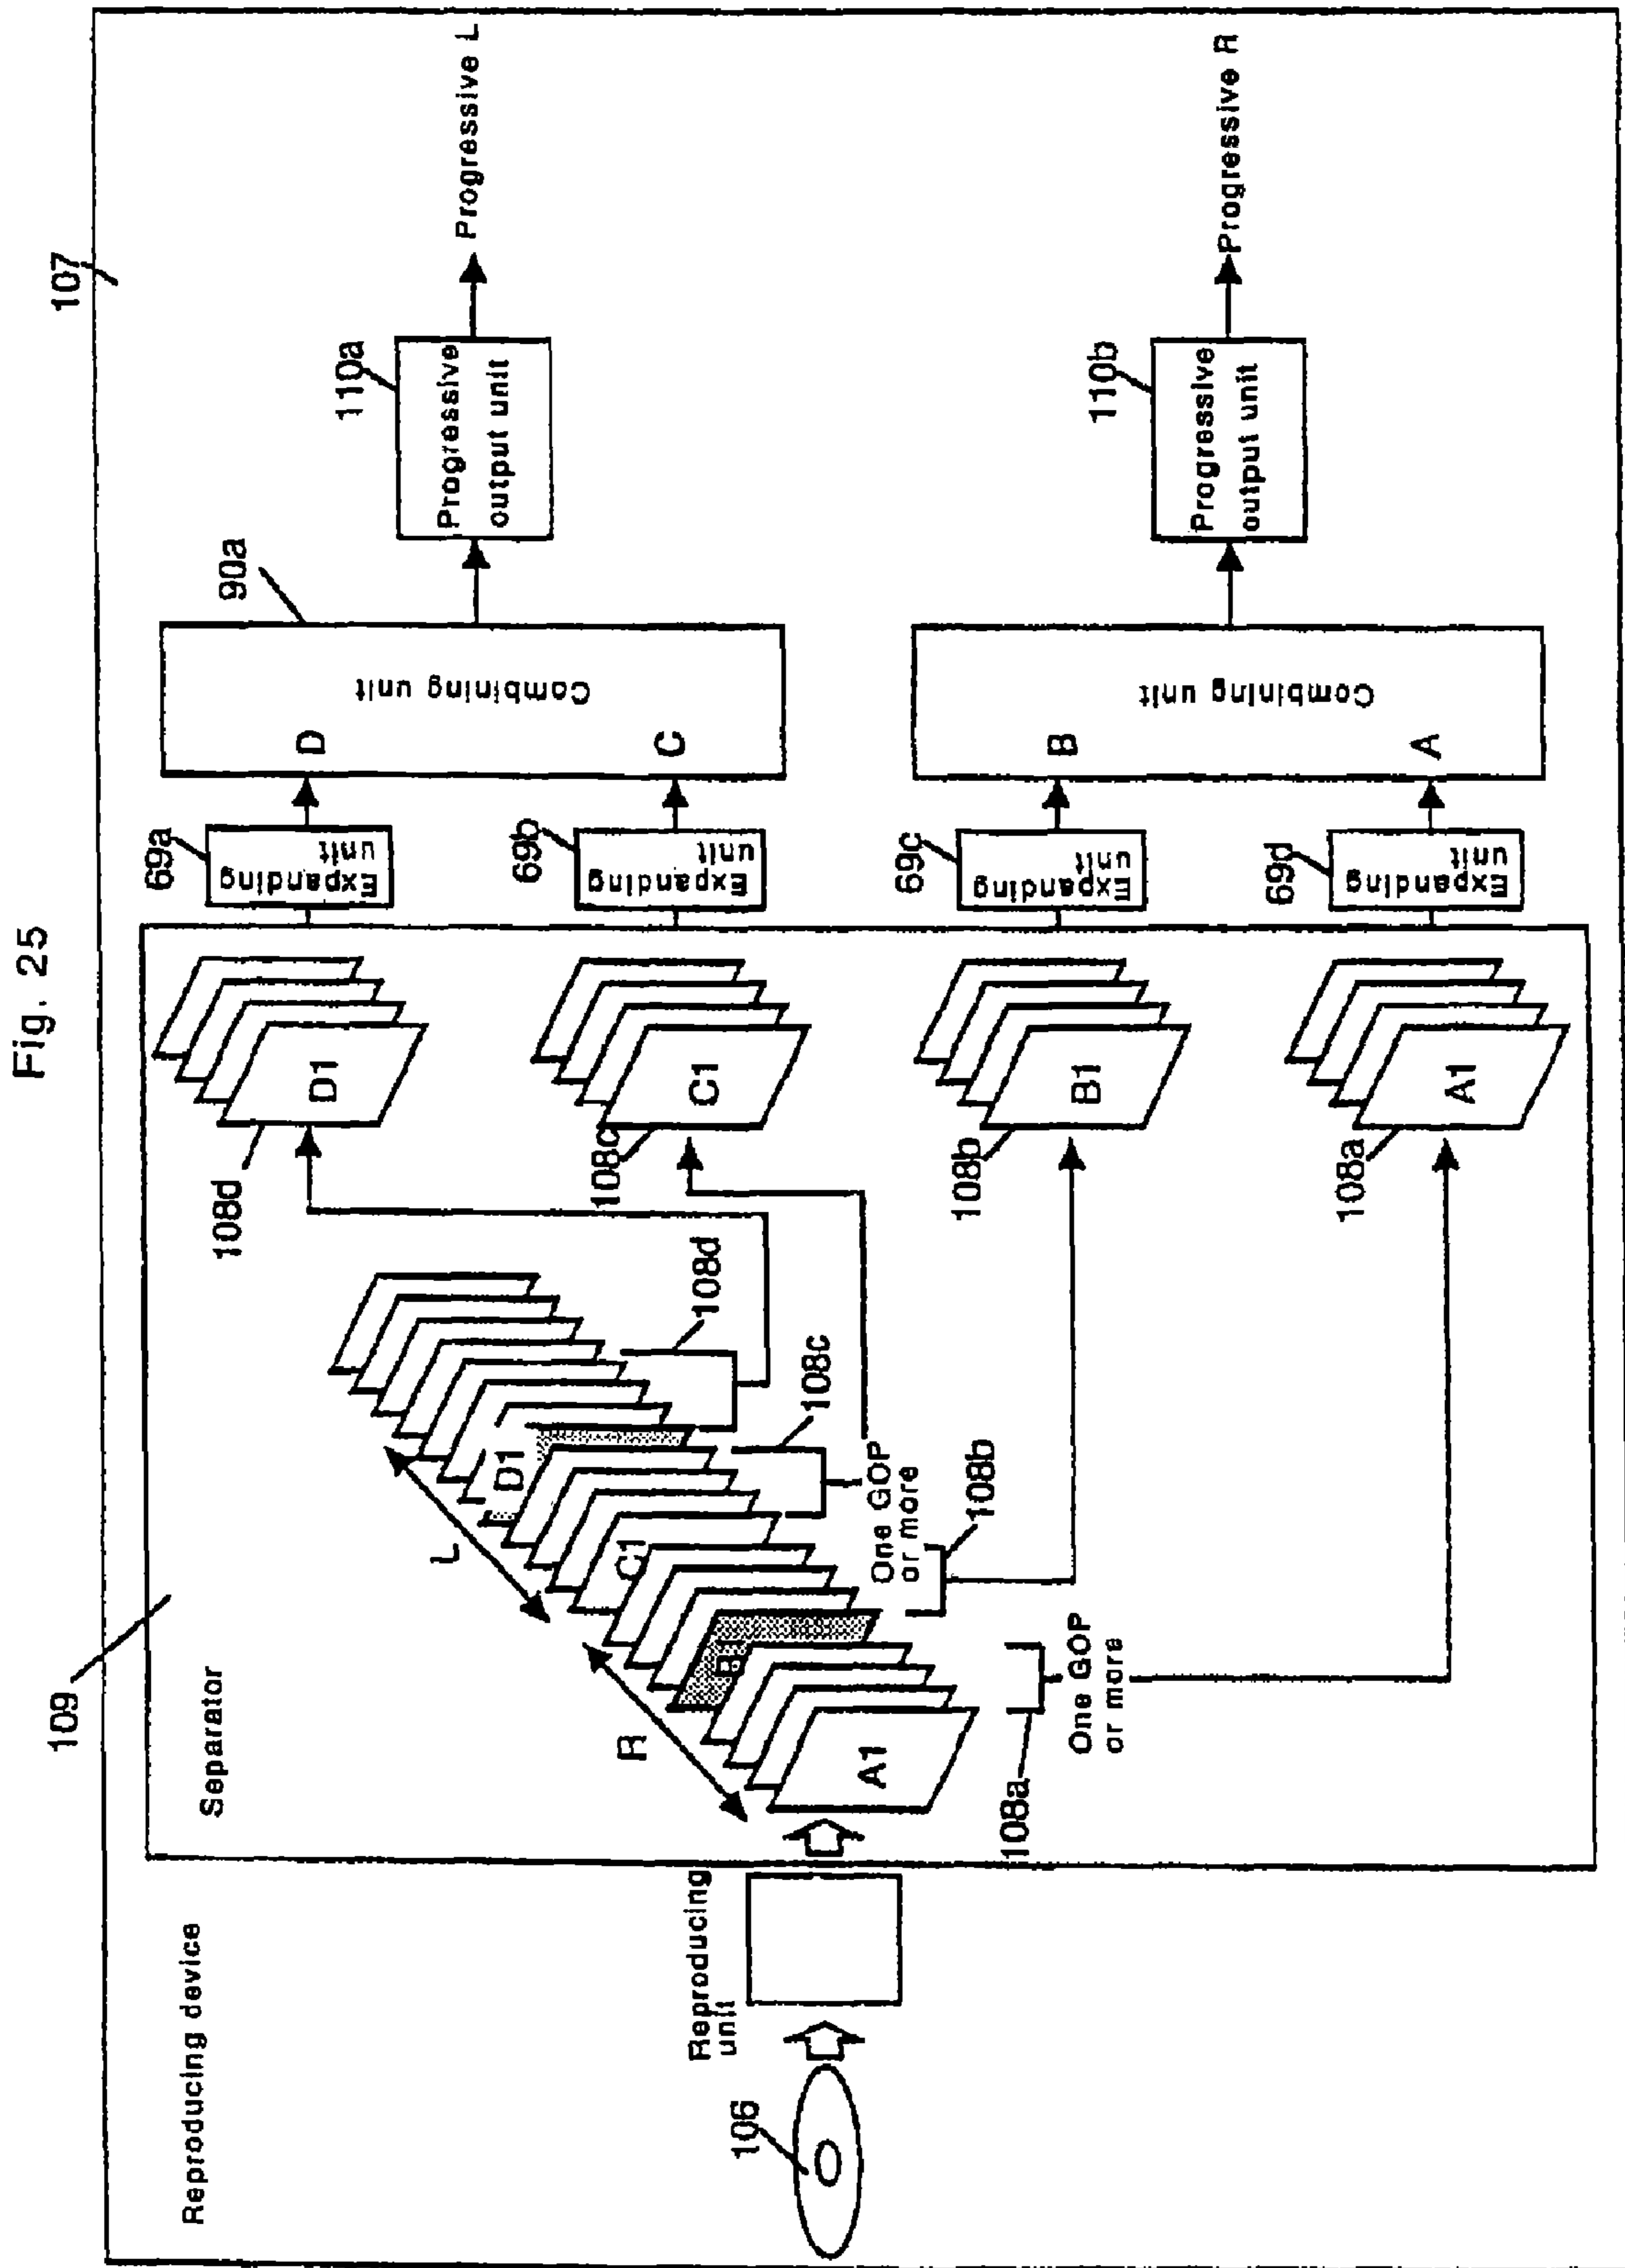 Fig. 25
107
Reproducing device
109
Separator
106
Reproducing
unit
R
L
A1
B1
C1
D1
108a
One GOP
or more
108b
One GOP
or more
108c
108d
108d
D1
108c
C1
108b
B1
108a
A1
69a
Expanding
unit
69b
Expanding
unit
69c
Expanding
unit
69d
Expanding
unit
D
C
Combining unit
90a
B
A
Combining unit
110a
Progressive
output unit
Progressive L
110b
Progressive
output unit
Progressive R